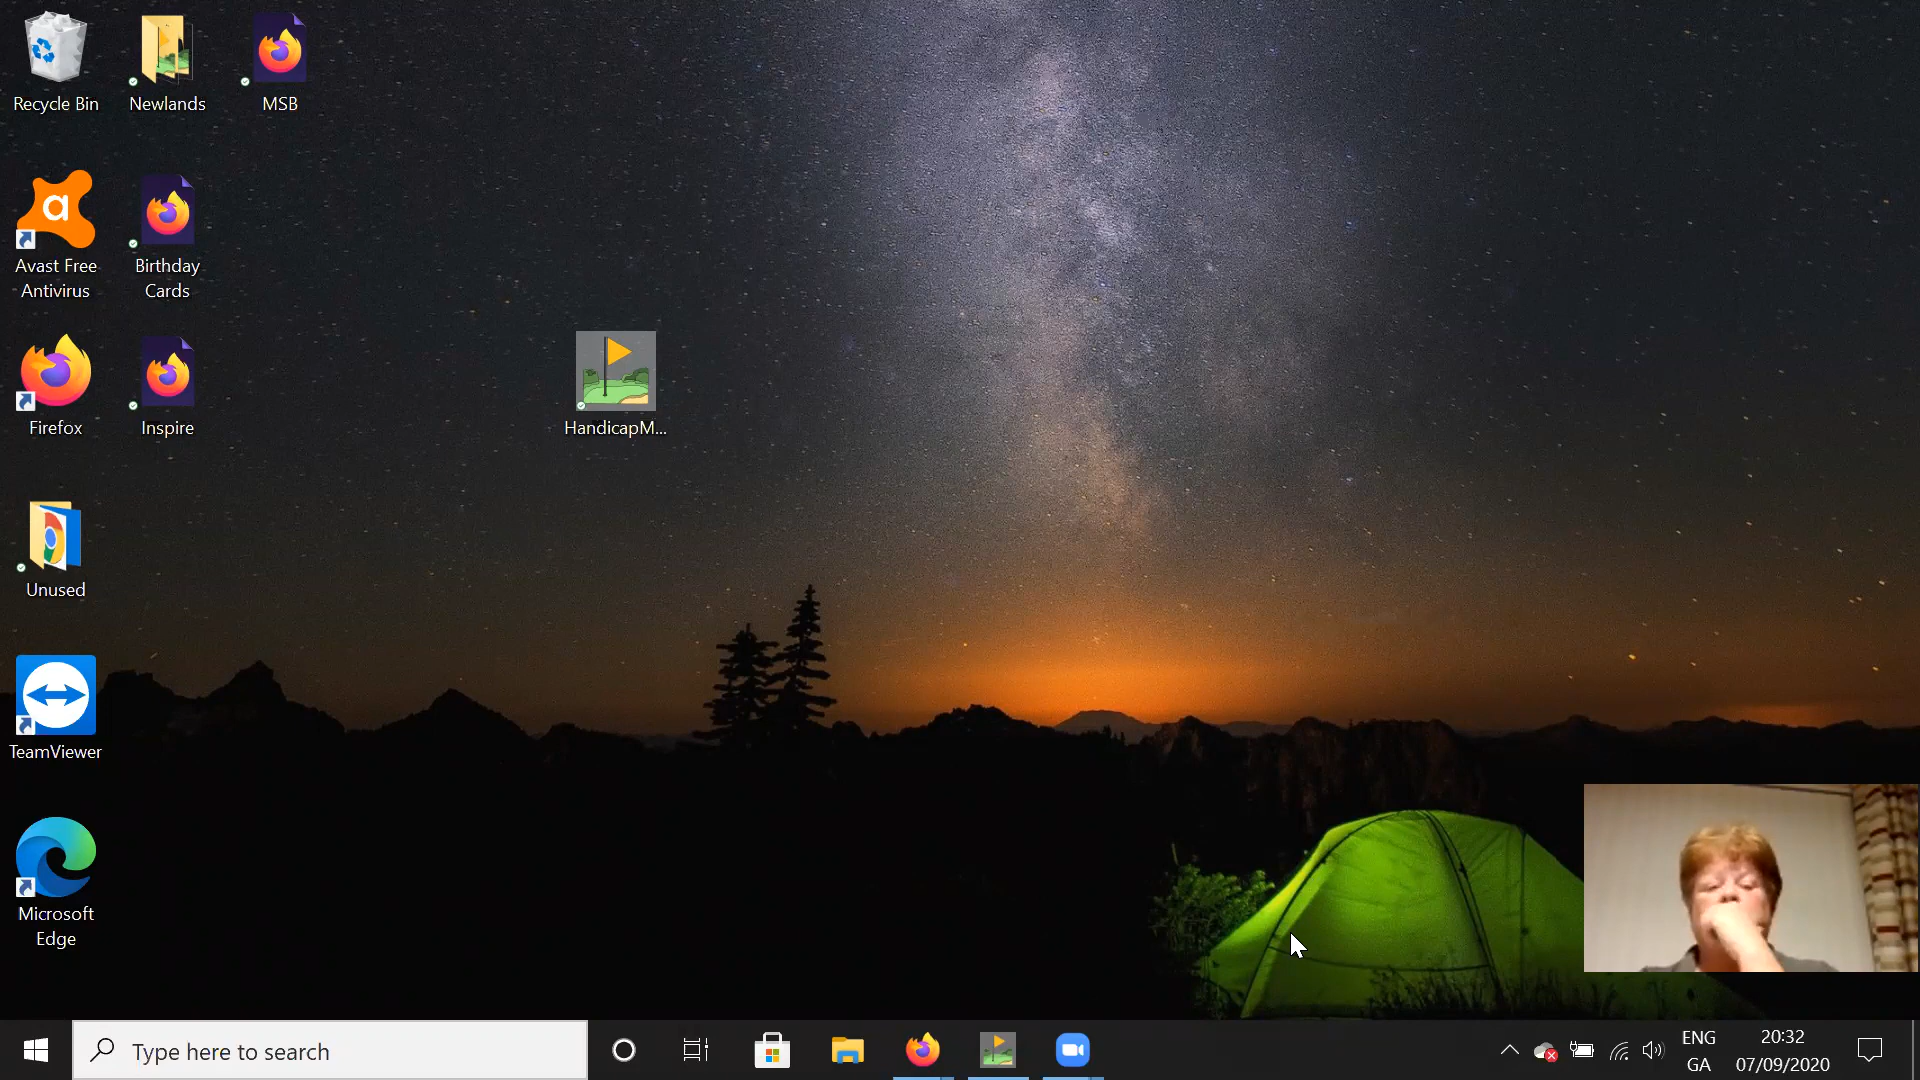 Recycle Bin
Newlands
MSB
Avast Free
Antivirus
Birthday
Cards
Firefox
Inspire
HandicapM...
Unused
TeamViewer
Microsoft
Edge
Type here to search
ENG
GA
20:32
07/09/2020